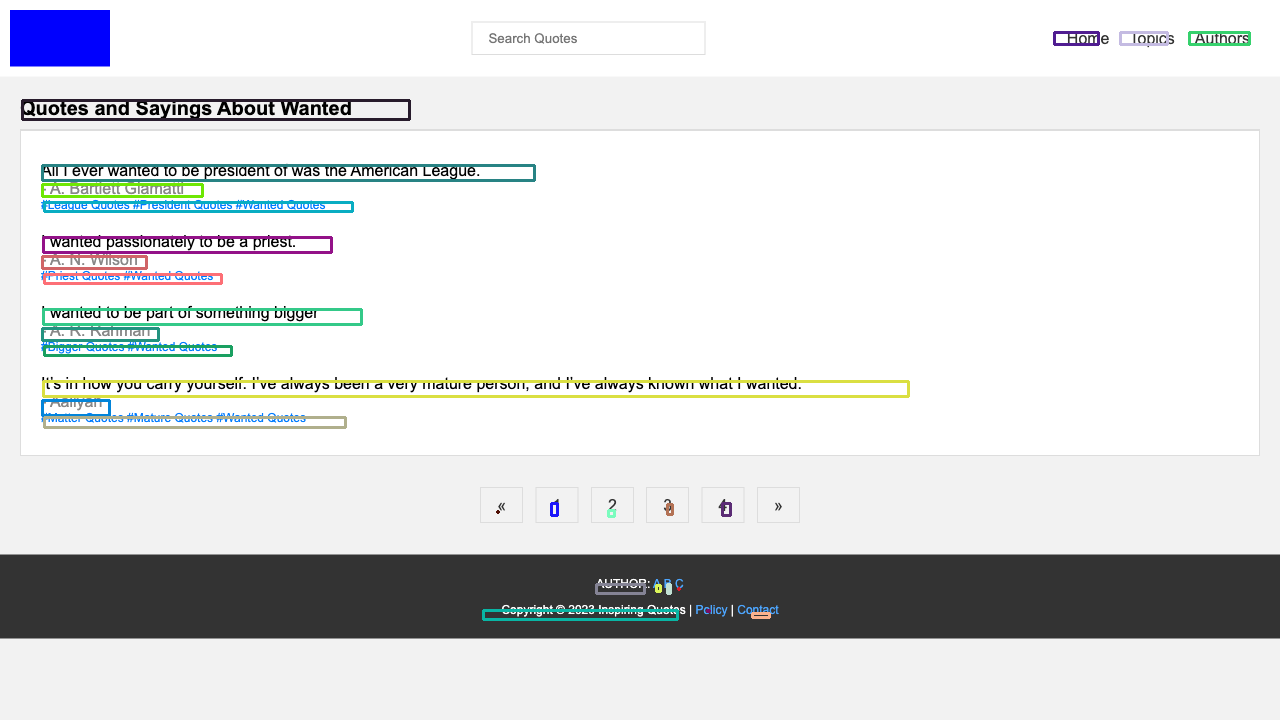 Search Quotes
Home Topics Authors
Quotes and Sayings About Wanted
All I ever wanted to be president of was the American League.
- A. Bartlett Giamatti
#League Quotes #President Quotes #Wanted Quotes
I wanted passionately to be a priest.
- A. N. Wilson
#Priest Quotes #Wanted Quotes
I wanted to be part of something bigger
- A. R. Rahman
#Bigger Quotes #Wanted Quotes
It's in how you carry yourself. I've always been a very mature person, and I've always known what I wanted.
- Aaliyah
#Matter Quotes #Mature Quotes #Wanted Quotes
« 1 2 3 4 »
AUTHOR: A B C
Copyright © 2023 Inspiring Quotes | Policy | Contact